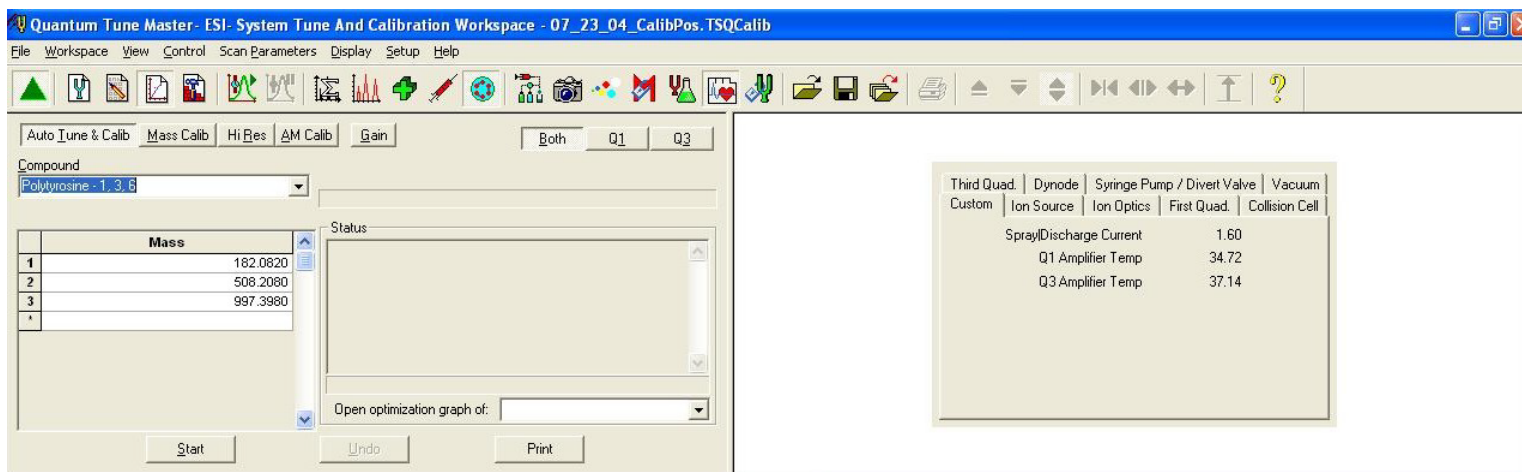 Quantum Tune Master- ESI- System Tune And Calibration Workspace - 07_23_04_CalibPos.TSQCalib
File Workspace View Control Scan Parameters Display Setup Help
Auto Tune & Calib Mass Calib Hi Res AM Calib Gain Both Q1 Q3
Compound
Polytyrosine - 1, 3, 6
Mass
1 182.0820
2 508.2080
3 997.3980
*
Status
Open optimization graph of:
Start Undo Print
Third Quad. Dynode Syringe Pump / Divert Valve Vacuum
Custom Ion Source Ion Optics First Quad. Collision Cell
Spray|Discharge Current 1.60
Q1 Amplifier Temp 34.72
Q3 Amplifier Temp 37.14